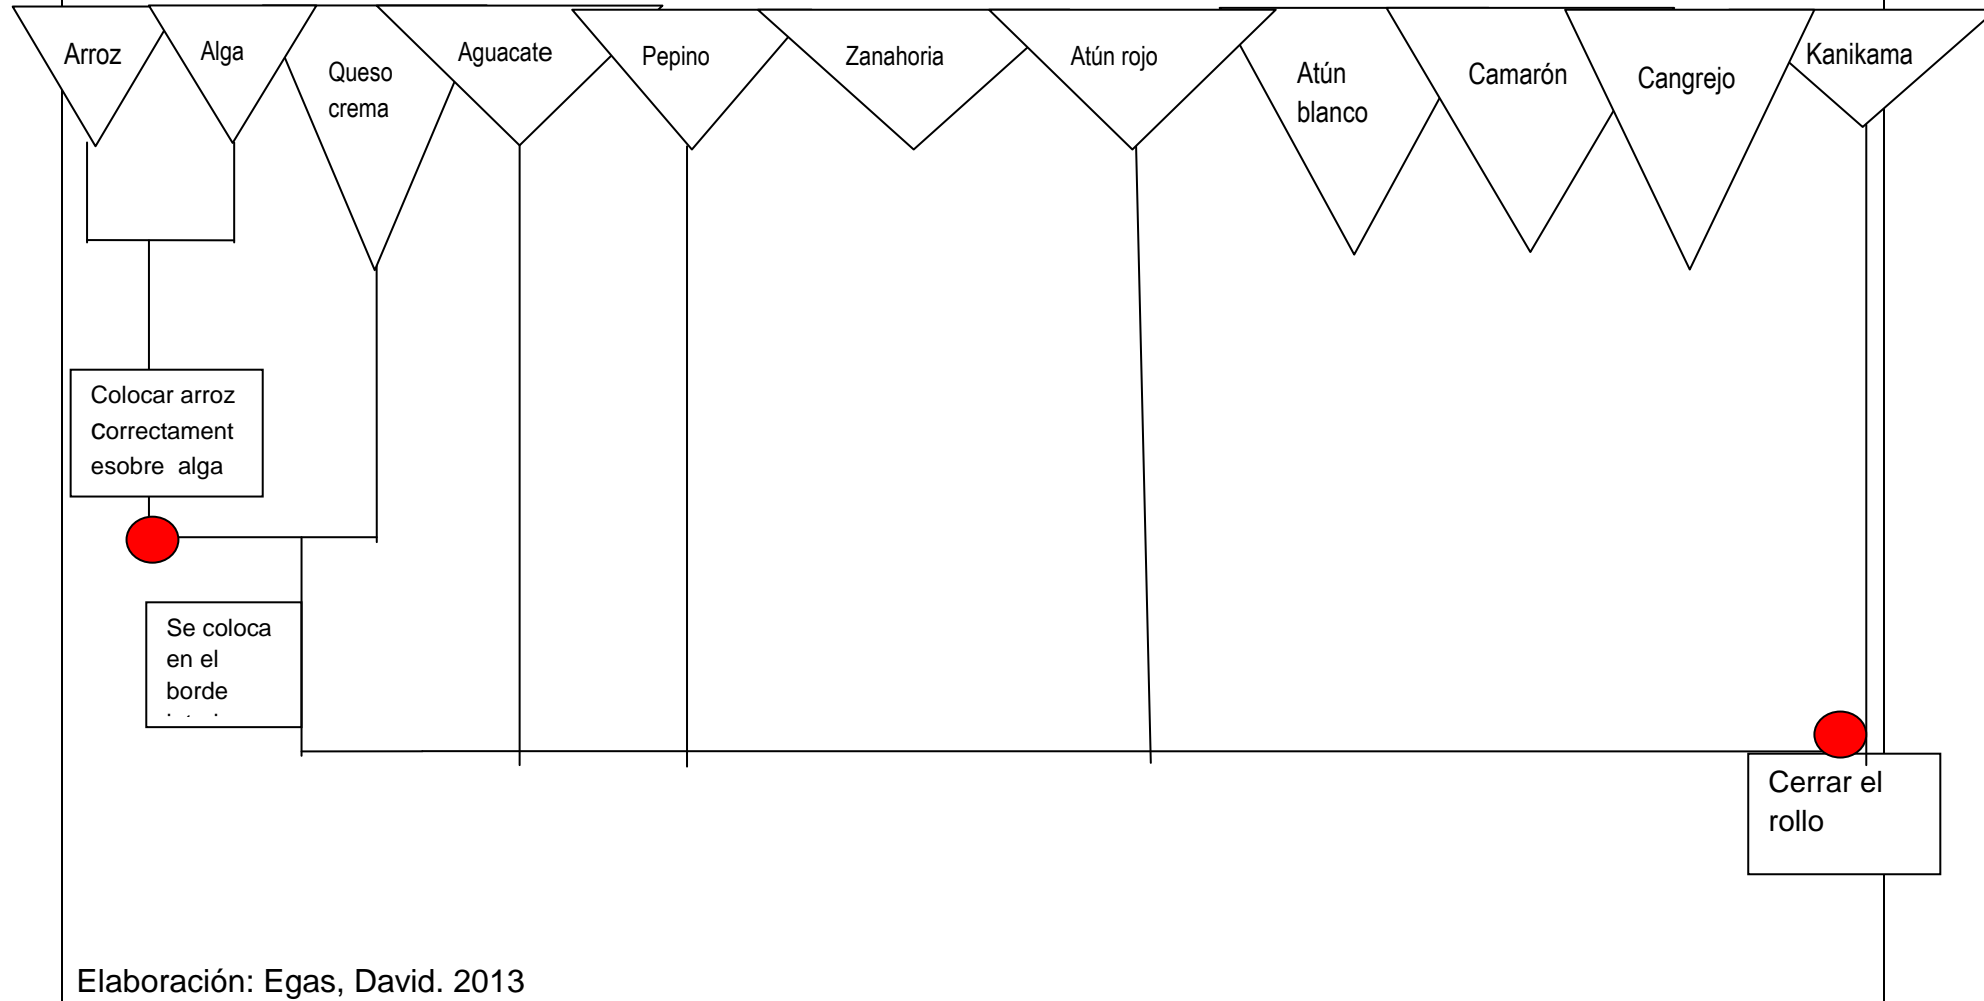 Arroz
Alga
Queso
crema
Aguacate
Pepino
Zanahoria
Atún rojo
Atún
blanco
Camarón
Cangrejo
Kanikama
Colocar arroz
Correctament
esobre alga
Se coloca
en el
borde
Cerrar el
rollo
Elaboración: Egas, David. 2013